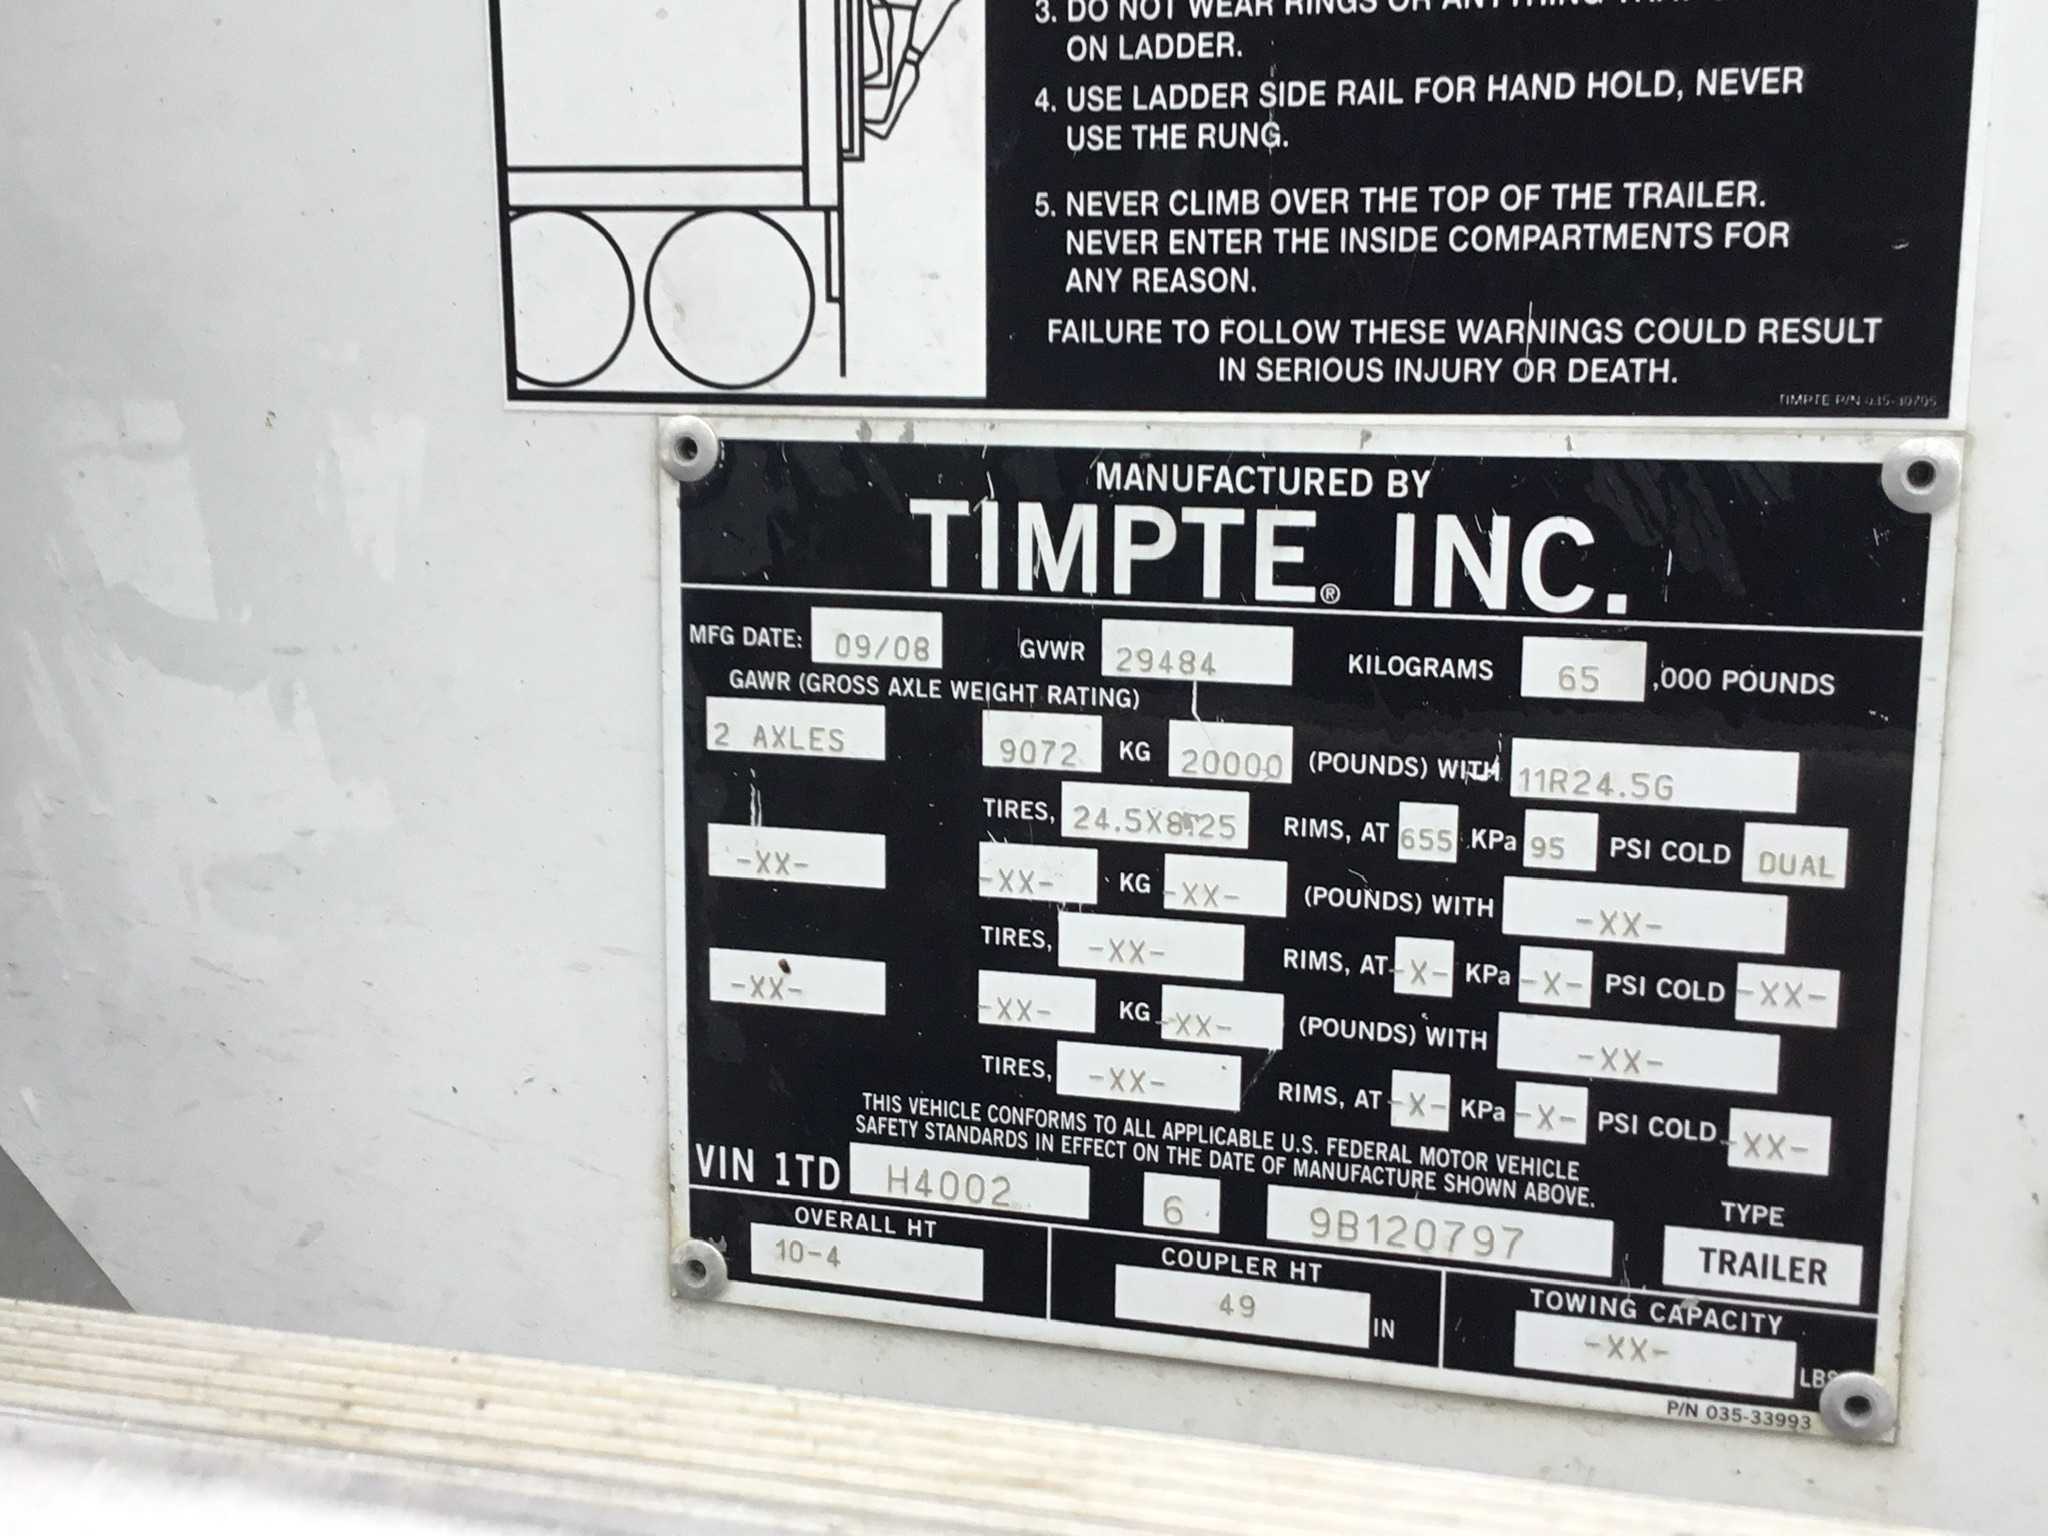 3. DO NOT WEAR RINGS OR ANYTHING
ON LADDER.
4. USE LADDER SIDE RAIL FOR HAND HOLD, NEVER
USE THE RUNG.
5. NEVER CLIMB OVER THE TOP OF THE TRAILER.
NEVER ENTER THE INSIDE COMPARTMENTS FOR
ANY REASON.
FAILURE TO FOLLOW THESE WARNINGS COULD RESULT
IN SERIOUS INJURY OR DEATH.
TIMPTE P/N 035-30705
MANUFACTURED BY
TIMPTE® INC.
MFG DATE: 09/08 GVWR 29484 KILOGRAMS 65 ,000 POUNDS
GAWR (GROSS AXLE WEIGHT RATING)
2 AXLES 9072 KG 20000 (POUNDS) WITH 11R24.5G
TIRES, 24.5X8.25 RIMS, AT 655 KPa 95 PSI COLD DUAL
-XX- -XX- KG -XX- (POUNDS) WITH -XX-
TIRES, -XX- RIMS, AT -X- KPa -X- PSI COLD -XX-
-XX- -XX- KG -XX- (POUNDS) WITH -XX-
TIRES, -XX- RIMS, AT -X- KPa -X- PSI COLD -XX-
THIS VEHICLE CONFORMS TO ALL APPLICABLE U.S. FEDERAL MOTOR VEHICLE
SAFETY STANDARDS IN EFFECT ON THE DATE OF MANUFACTURE SHOWN ABOVE.
VIN 1TD H4002 6 9B120797 TYPE
TRAILER
OVERALL HT 10-4
COUPLER HT 49 IN
TOWING CAPACITY -XX- LBS
P/N 035-33993